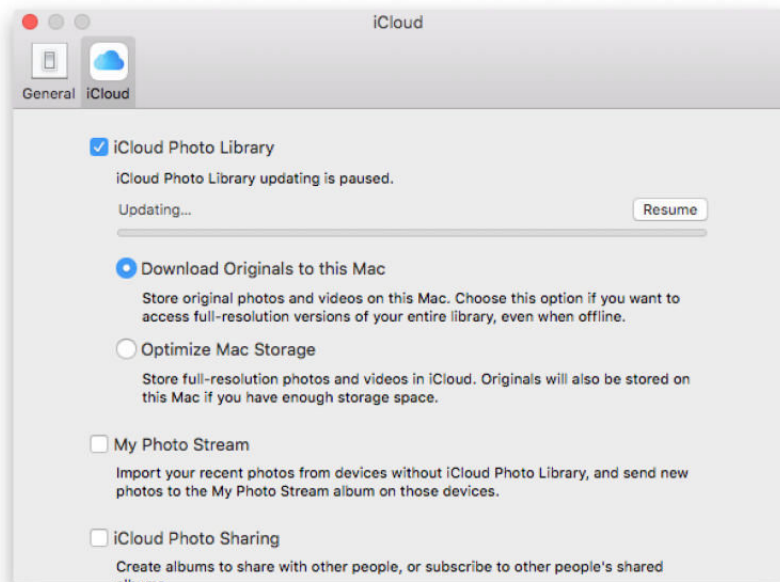 iCloud
General iCloud
iCloud Photo Library
iCloud Photo Library updating is paused.
Updating... Resume
Download Originals to this Mac
Store original photos and videos on this Mac. Choose this option if you want to
access full-resolution versions of your entire library, even when offline.
Optimize Mac Storage
Store full-resolution photos and videos in iCloud. Originals will also be stored on
this Mac if you have enough storage space.
My Photo Stream
Import your recent photos from devices without iCloud Photo Library, and send new
photos to the My Photo Stream album on those devices.
iCloud Photo Sharing
Create albums to share with other people, or subscribe to other people's shared